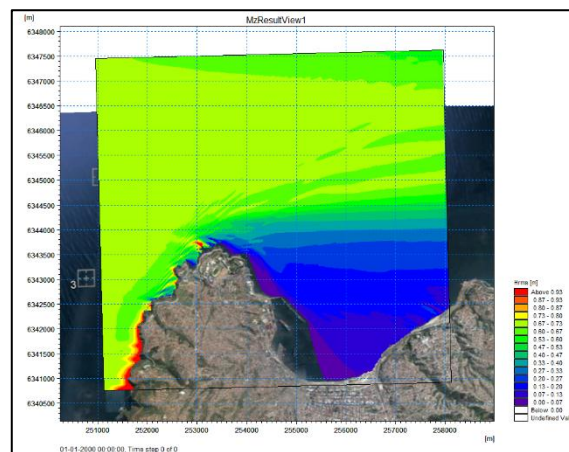 MzResultView1
[m]
6348000
6347500
6347000
6346500
6346000
6345500
6345000
6344500
6344000
6343500
6343000
6342500
6342000
6341500
6341000
6340500
3
251000 252000 253000 254000 255000 256000 257000 258000
[m]
Hrms [m]
Above 0.93
0.87 - 0.93
0.80 - 0.87
0.73 - 0.80
0.67 - 0.73
0.60 - 0.67
0.53 - 0.60
0.47 - 0.53
0.40 - 0.47
0.33 - 0.40
0.27 - 0.33
0.20 - 0.27
0.13 - 0.20
0.07 - 0.13
0.00 - 0.07
Below 0.00
Undefined Val
01-01-2000 00:00:00, Time step 0 of 0